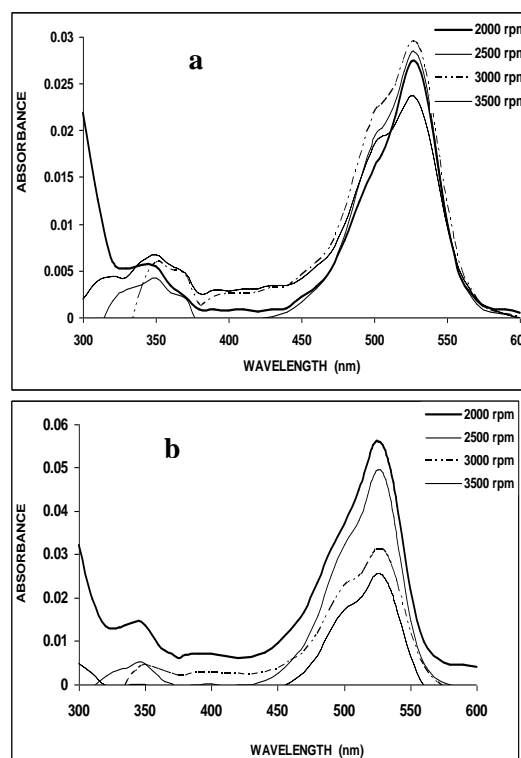 a
2000 rpm
2500 rpm
3000 rpm
3500 rpm
ABSORBANCE
0.03
0.025
0.02
0.015
0.01
0.005
0
300 350 400 450 500 550 600
WAVELENGTH (nm)
b
2000 rpm
2500 rpm
3000 rpm
3500 rpm
ABSORBANCE
0.06
0.05
0.04
0.03
0.02
0.01
0
300 350 400 450 500 550 600
WAVELENGTH (nm)